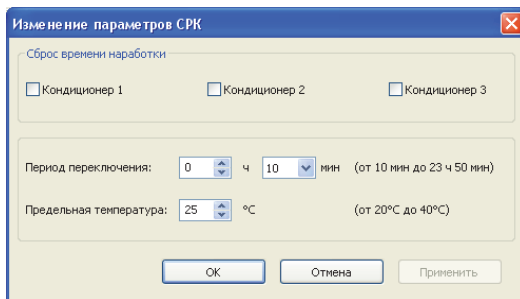 Изменение параметров СРК
Сброс времени наработки
Кондиционер 1 Кондиционер 2 Кондиционер 3
Период переключения: 0 ч 10 мин (от 10 мин до 23 ч 50 мин)
Предельная температура: 25 °C (от 20°C до 40°C)
ОК Отмена Применить